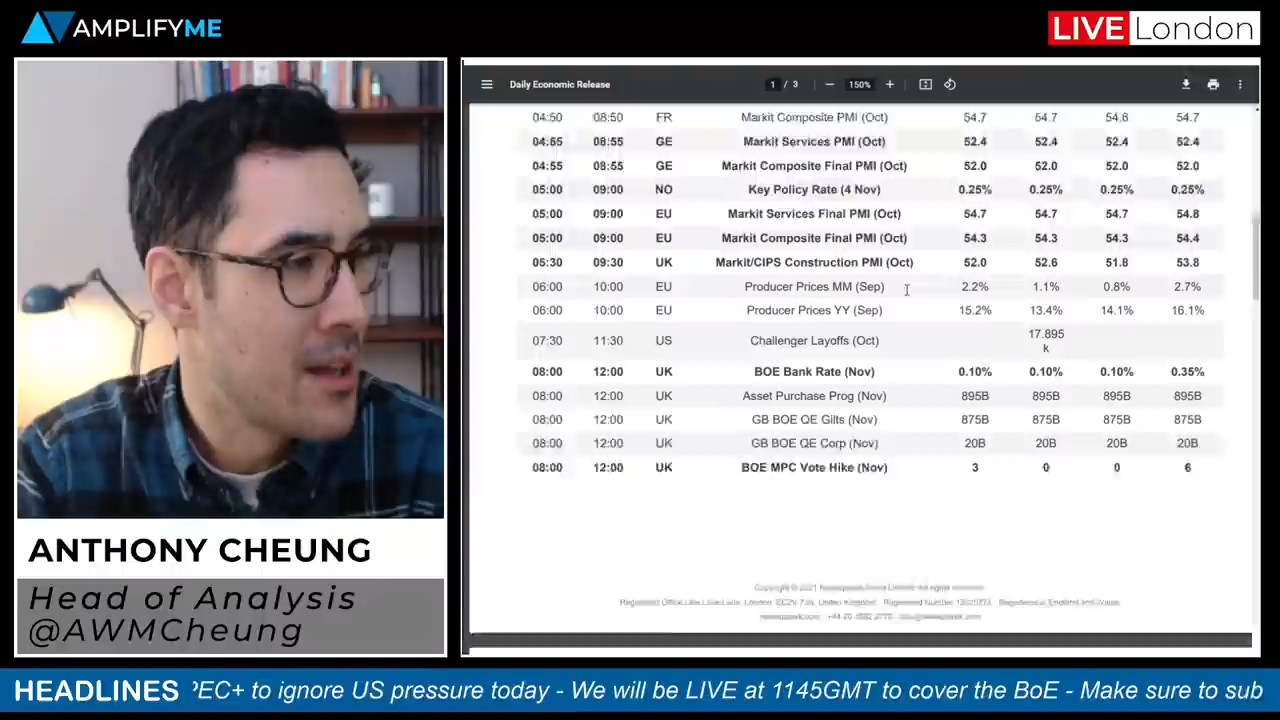 AMPLIFYME
LIVE London
Daily Economic Release 1 / 3 150%
04:50 08:50 FR Markit Composite PMI (Oct) 54.7 54.7 54.6 54.7
04:55 08:55 GE Markit Services PMI (Oct) 52.4 52.4 52.4 52.4
04:55 08:55 GE Markit Composite Final PMI (Oct) 52.0 52.0 52.0 52.0
05:00 09:00 NO Key Policy Rate (4 Nov) 0.25% 0.25% 0.25% 0.25%
05:00 09:00 EU Markit Services Final PMI (Oct) 54.7 54.7 54.7 54.8
05:00 09:00 EU Markit Composite Final PMI (Oct) 54.3 54.3 54.3 54.4
05:30 09:30 UK Markit/CIPS Construction PMI (Oct) 52.0 52.6 51.8 53.8
06:00 10:00 EU Producer Prices MM (Sep) 2.2% 1.1% 0.8% 2.7%
06:00 10:00 EU Producer Prices YY (Sep) 15.2% 13.4% 14.1% 16.1%
07:30 11:30 US Challenger Layoffs (Oct) 17.895
k
08:00 12:00 UK BOE Bank Rate (Nov) 0.10% 0.10% 0.10% 0.35%
08:00 12:00 UK Asset Purchase Prog (Nov) 895B 895B 895B 895B
08:00 12:00 UK GB BOE QE Gilts (Nov) 875B 875B 875B 875B
08:00 12:00 UK GB BOE QE Corp (Nov) 20B 20B 20B 20B
08:00 12:00 UK BOE MPC Vote Hike (Nov) 3 0 0 6
ANTHONY CHEUNG
Head of Analysis
@AWMCheung
HEADLINES PEC+ to ignore US pressure today - We will be LIVE at 1145GMT to cover the BoE - Make sure to sub